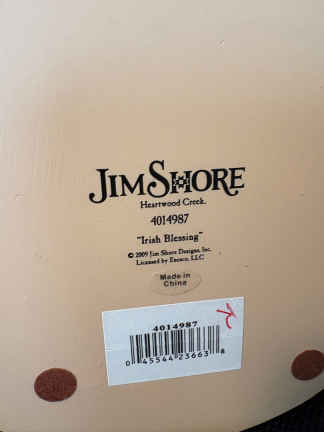 JIM SHORE
Heartwood Creek.
4014987
"Irish Blessing"
© 2009 Jim Shore Designs, Inc.
Licensed by Enesco, LLC
Made in
China
4014987
0 45544 23663 8